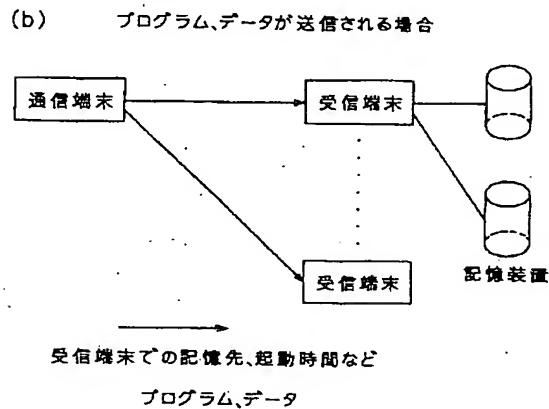 (b) プログラム、データが送信される場合
通信端末
受信端末
受信端末
記憶装置
受信端末での記憶先、起動時間など
プログラム、データ